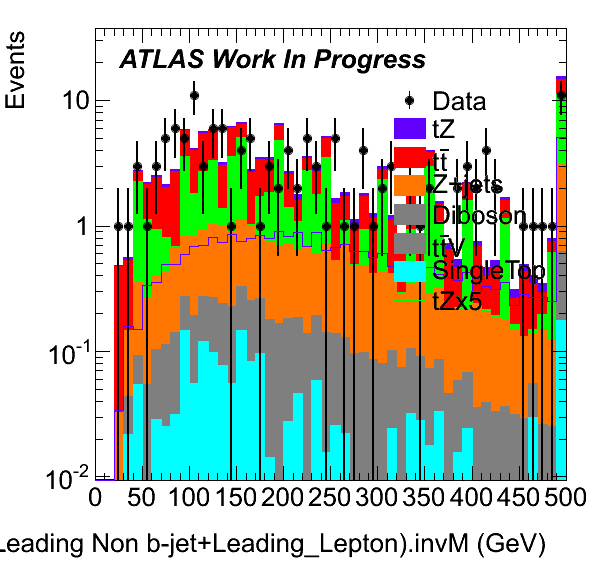 Events
ATLAS Work In Progress
Data
tZ
tt̄
Z+jets
Diboson
tt̄V
SingleTop
tZx5
10
1
10⁻¹
10⁻²
0 50 100 150 200 250 300 350 400 450 500
Leading Non b-jet+Leading_Lepton).invM (GeV)